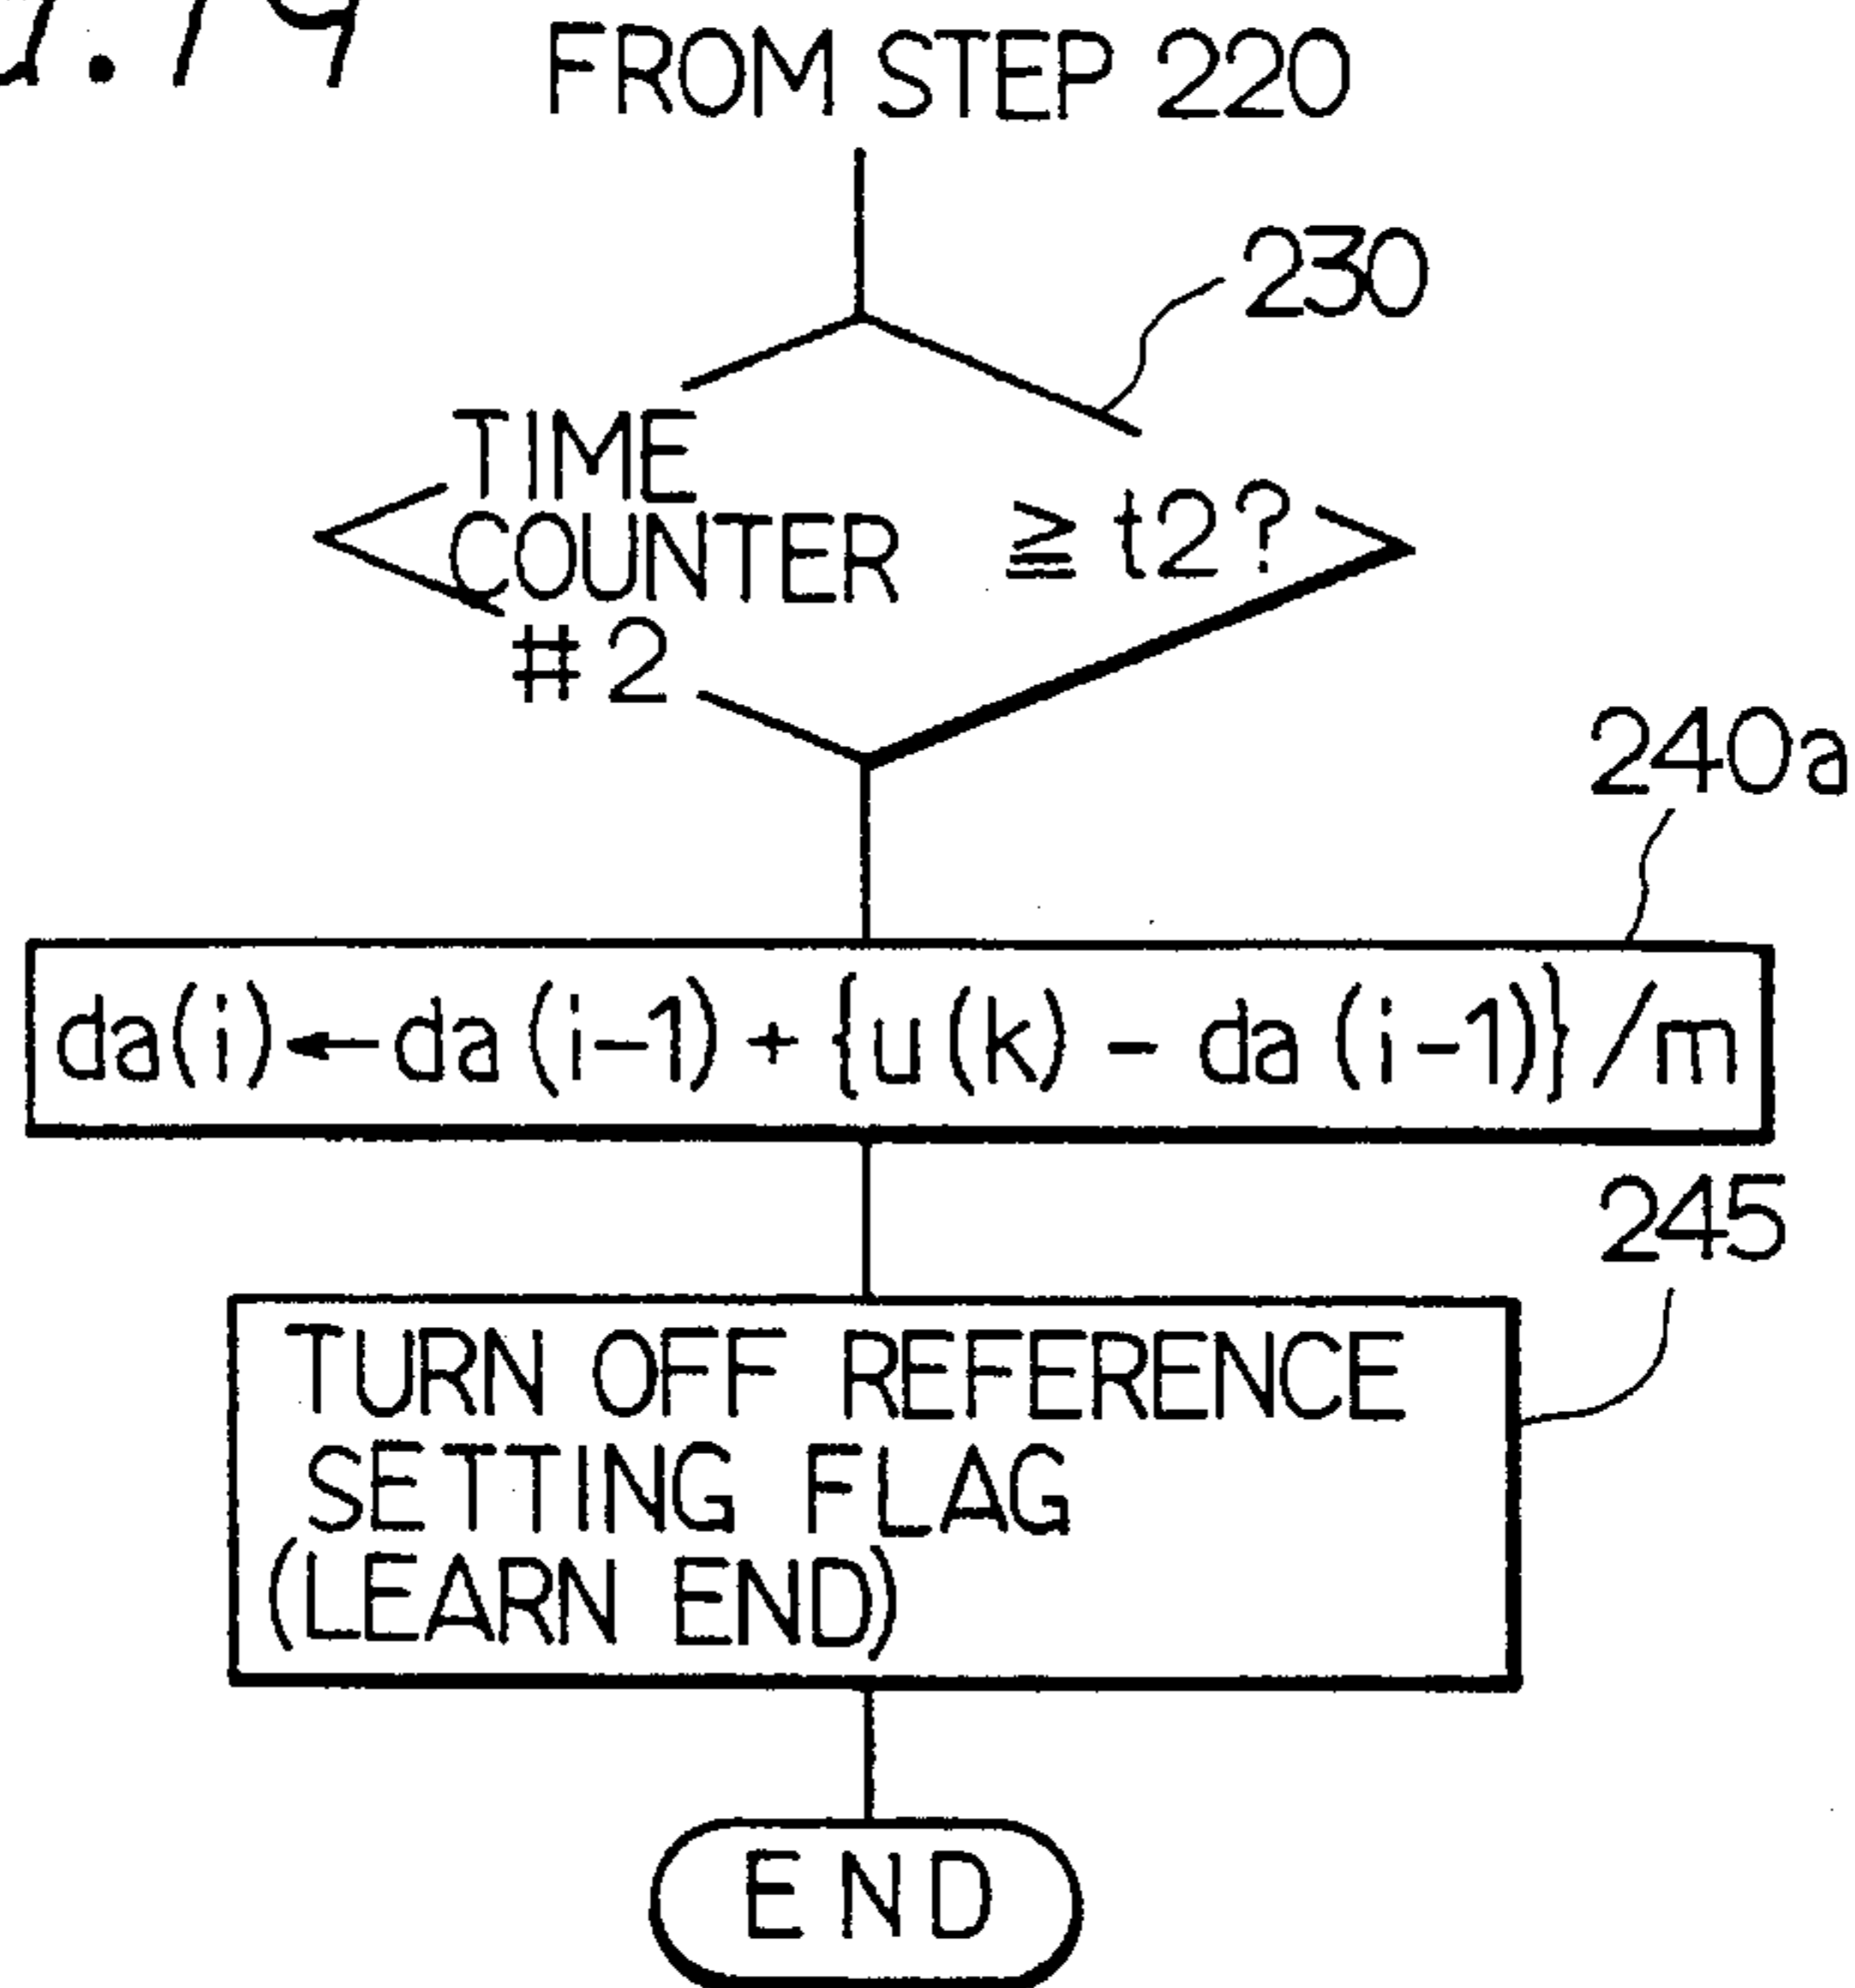 .19
FROM STEP 220
230
TIME
COUNTER ≧ t2?
#2
240a
da(i)←da(i-1)+{u(k) - da(i-1)}/m
245
TURN OFF REFERENCE
SETTING FLAG
(LEARN END)
END